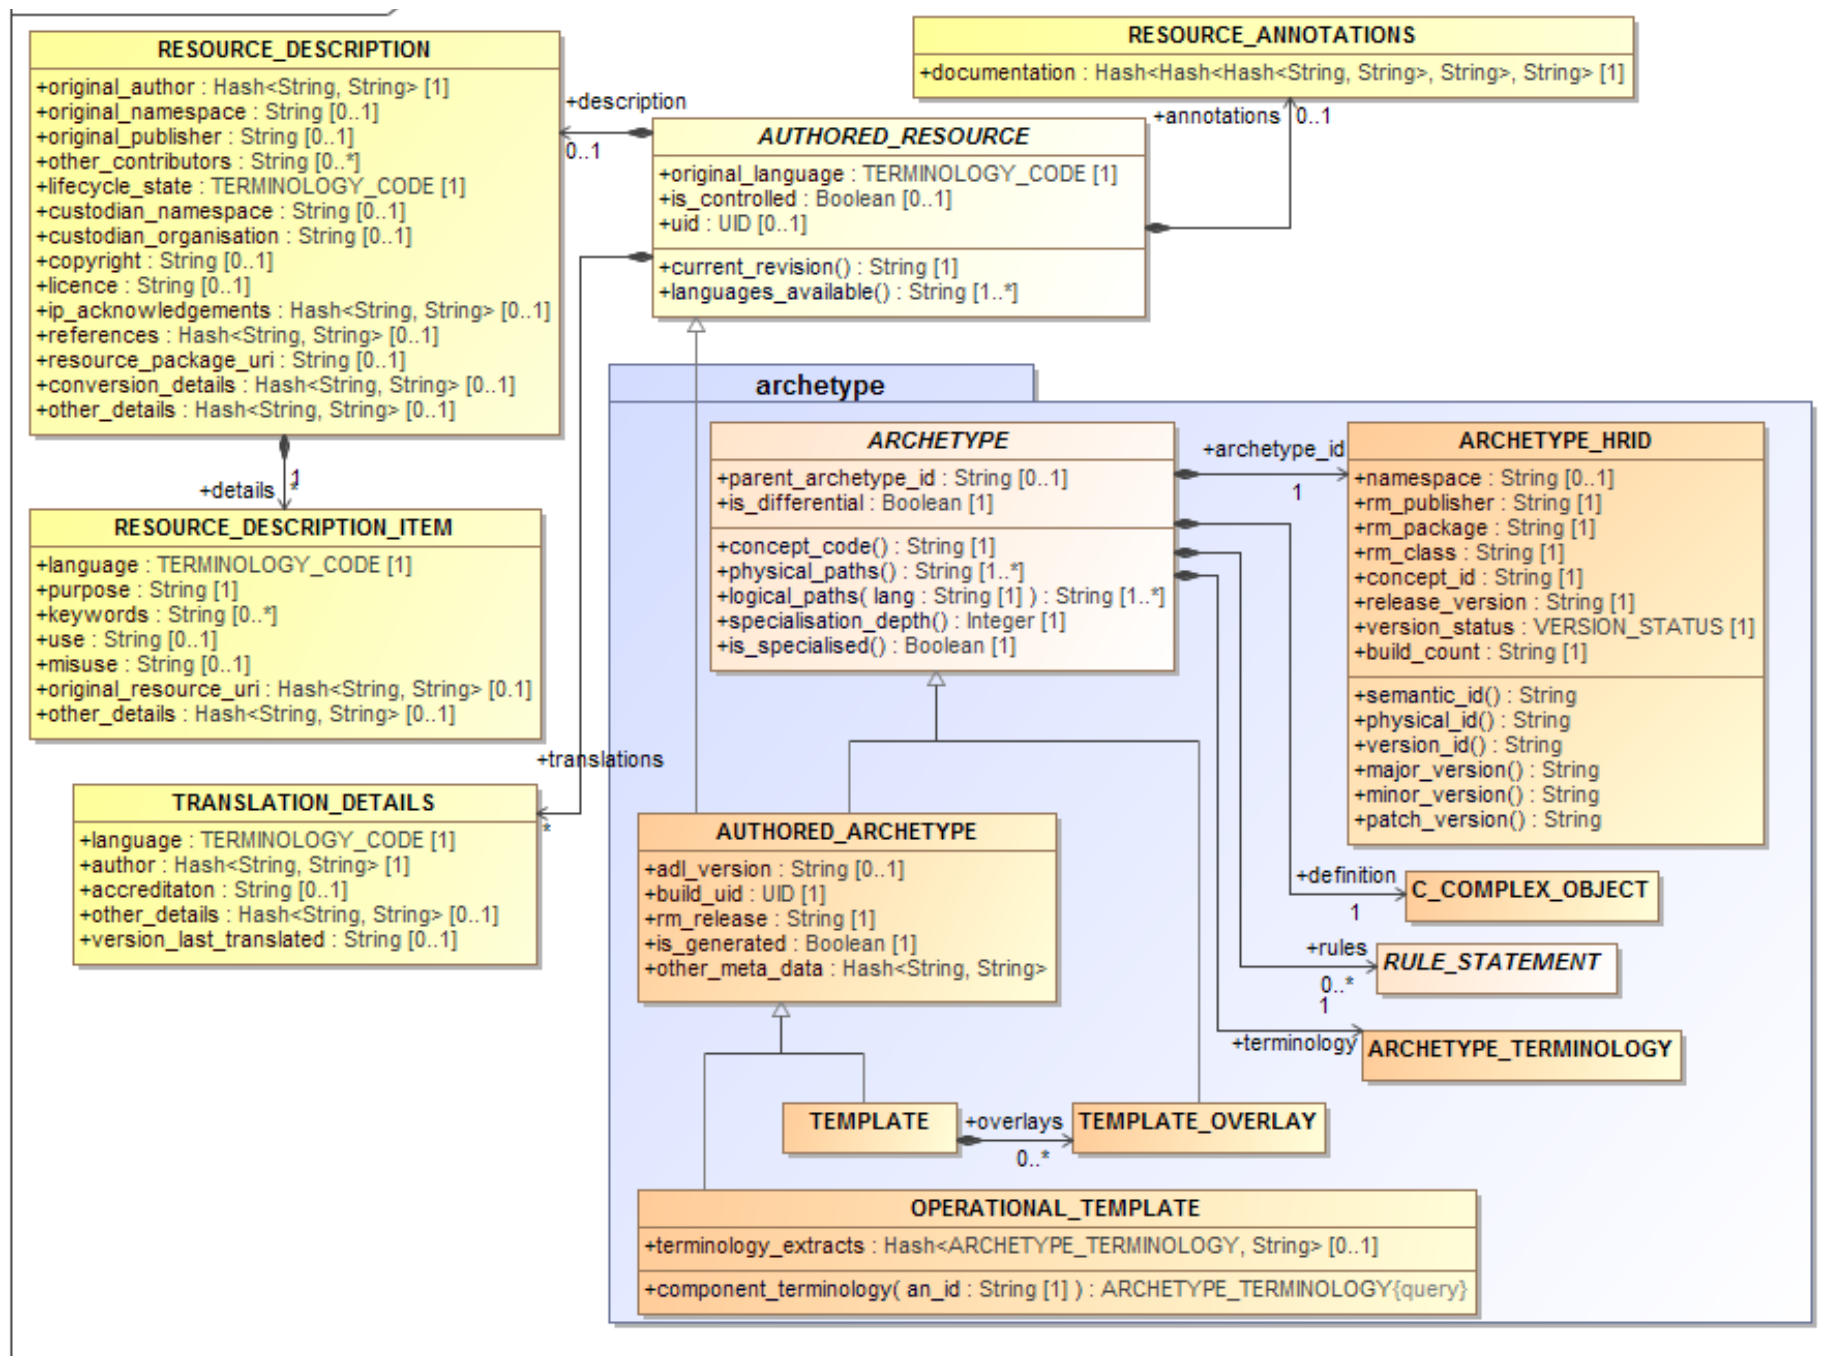 RESOURCE_DESCRIPTION
+original_author : Hash<String, String> [1]
+original_namespace : String [0..1]
+original_publisher : String [0..1]
+other_contributors : String [0..*]
+lifecycle_state : TERMINOLOGY_CODE [1]
+custodian_namespace : String [0..1]
+custodian_organisation : String [0..1]
+copyright : String [0..1]
+licence : String [0..1]
+ip_acknowledgements : Hash<String, String> [0..1]
+references : Hash<String, String> [0..1]
+resource_package_uri : String [0..1]
+conversion_details : Hash<String, String> [0..1]
+other_details : Hash<String, String> [0..1]
+description
0..1
AUTHORED_RESOURCE
+original_language : TERMINOLOGY_CODE [1]
+is_controlled : Boolean [0..1]
+uid : UID [0..1]
+current_revision() : String [1]
+languages_available() : String [1..*]
RESOURCE_ANNOTATIONS
+documentation : Hash<Hash<Hash<String, String>, String>, String> [1]
+annotations
0..1
1
+details
*
RESOURCE_DESCRIPTION_ITEM
+language : TERMINOLOGY_CODE [1]
+purpose : String [1]
+keywords : String [0..*]
+use : String [0..1]
+misuse : String [0..1]
+original_resource_uri : Hash<String, String> [0.1]
+other_details : Hash<String, String> [0..1]
+translations
*
TRANSLATION_DETAILS
+language : TERMINOLOGY_CODE [1]
+author : Hash<String, String> [1]
+accreditaton : String [0..1]
+other_details : Hash<String, String> [0..1]
+version_last_translated : String [0..1]
archetype
ARCHETYPE
+parent_archetype_id : String [0..1]
+is_differential : Boolean [1]
+concept_code() : String [1]
+physical_paths() : String [1..*]
+logical_paths( lang : String [1] ) : String [1..*]
+specialisation_depth() : Integer [1]
+is_specialised() : Boolean [1]
+archetype_id
1
ARCHETYPE_HRID
+namespace : String [0..1]
+rm_publisher : String [1]
+rm_package : String [1]
+rm_class : String [1]
+concept_id : String [1]
+release_version : String [1]
+version_status : VERSION_STATUS [1]
+build_count : String [1]
+semantic_id() : String
+physical_id() : String
+version_id() : String
+major_version() : String
+minor_version() : String
+patch_version() : String
AUTHORED_ARCHETYPE
+adl_version : String [0..1]
+build_uid : UID [1]
+rm_release : String [1]
+is_generated : Boolean [1]
+other_meta_data : Hash<String, String>
+definition
1
C_COMPLEX_OBJECT
+rules
0..*
RULE_STATEMENT
1
+terminology
ARCHETYPE_TERMINOLOGY
TEMPLATE
+overlays
0..*
TEMPLATE_OVERLAY
OPERATIONAL_TEMPLATE
+terminology_extracts : Hash<ARCHETYPE_TERMINOLOGY, String> [0..1]
+component_terminology( an_id : String [1] ) : ARCHETYPE_TERMINOLOGY{query}